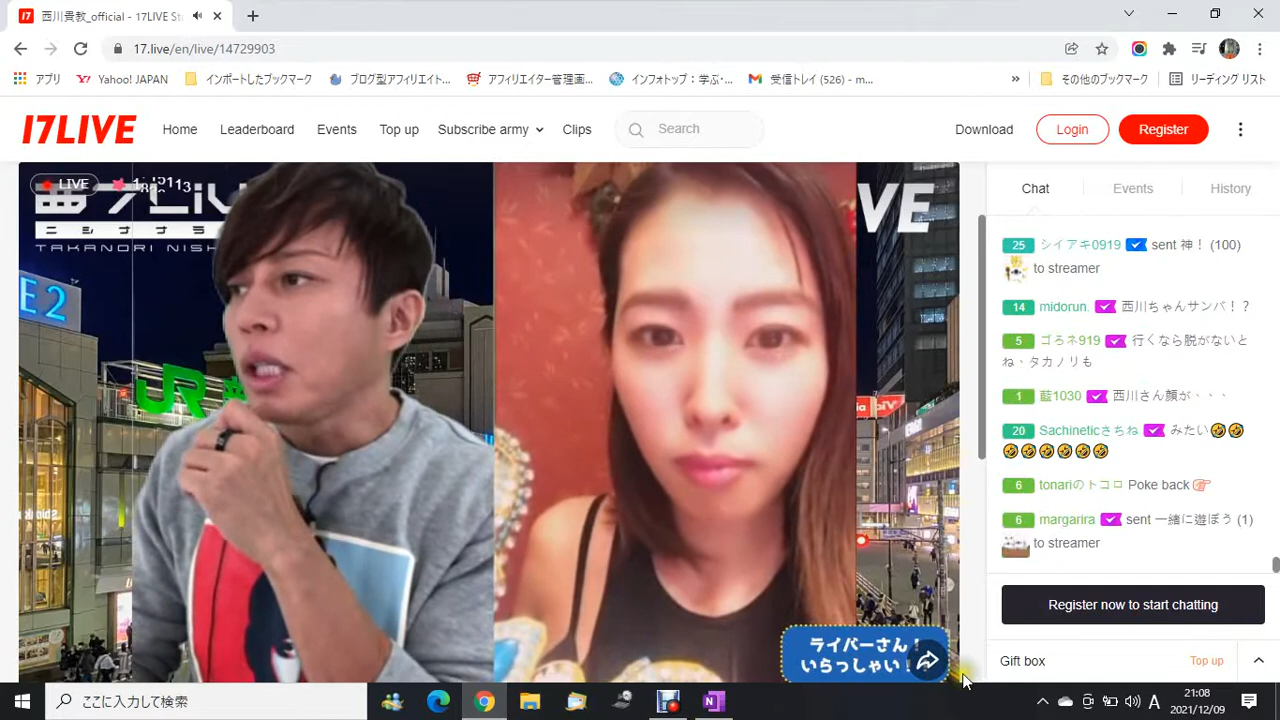 西川貴教_official - 17LIVE St
17.live/en/live/14729903
アプリ
Yahoo! JAPAN
インポートしたブックマーク
ブログ型アフィリエイト...
アフィリエイター管理画...
インフォトップ：学ぶ・...
受信トレイ (526) - m...
»
その他のブックマーク
リーディング リスト
17LIVE
Home
Leaderboard
Events
Top up
Subscribe army
Clips
Search
Download
Login
Register
LIVE
ニシナナラ
TAKANORI NISH
VE
E 2
JR
ライバーさん！
いらっしゃい！
Chat
Events
History
25 シイアキ0919 sent 神！ (100)
to streamer
14 midorun. 西川ちゃんサンバ！？
5 ゴろネ919 行くなら脱がないと
ね、タカノリも
1 藍1030 西川さん顔が、、、
20 Sachineticさちね みたい🤣🤣
🤣🤣🤣🤣🤣🤣
6 tonariのトコロ Poke back 👉
6 margarira sent 一緒に遊ぼう (1)
to streamer
Register now to start chatting
Gift box
Top up
ここに入力して検索
A
21:08
2021/12/09